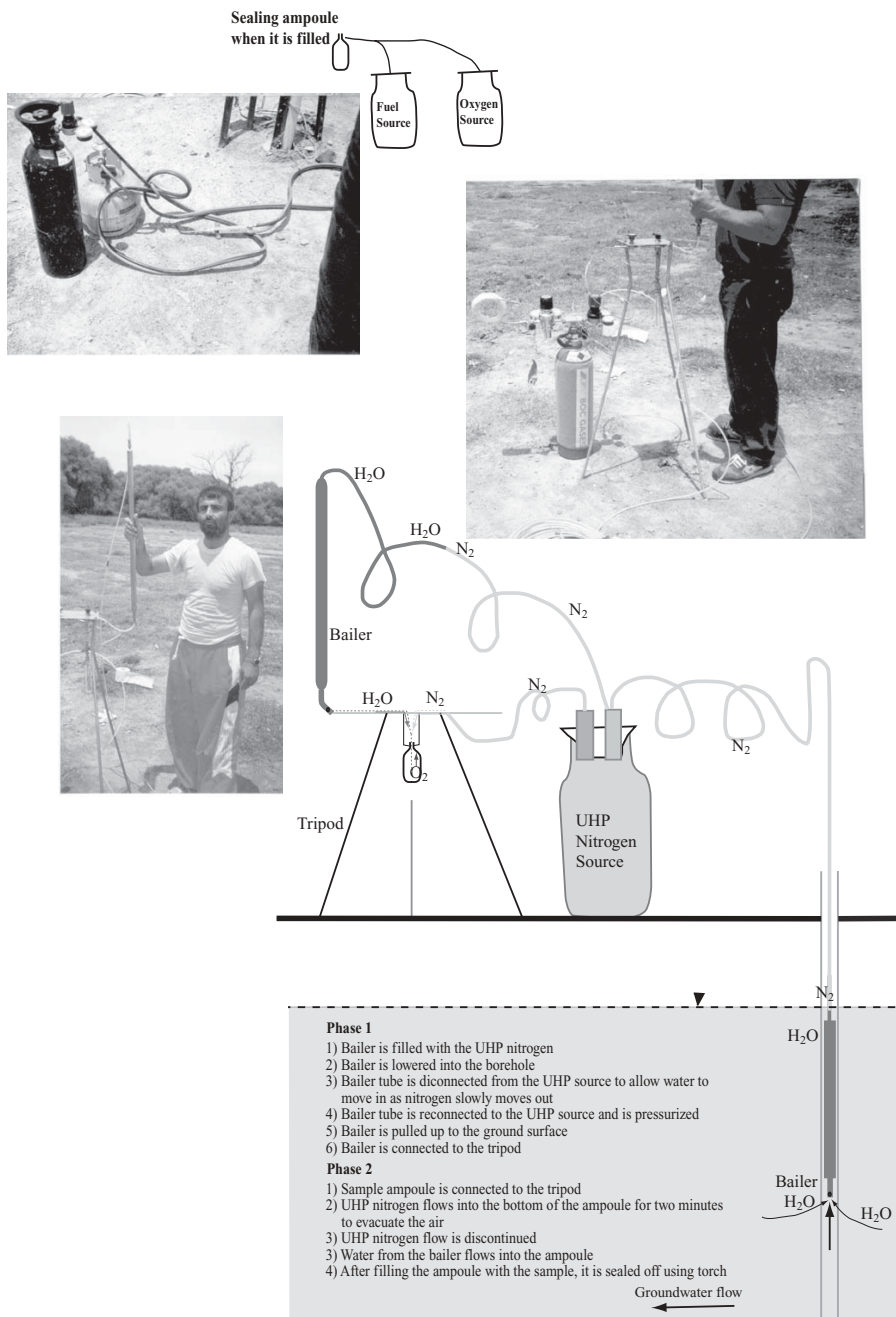 Sealing ampoule
when it is filled
Fuel
Source
Oxygen
Source
BOC GASES
H2O
H2O
N2
N2
Bailer
H2O
N2
N2
N2
O2
Tripod
UHP
Nitrogen
Source
N2
H2O
Phase 1
1) Bailer is filled with the UHP nitrogen
2) Bailer is lowered into the borehole
3) Bailer tube is diconnected from the UHP source to allow water to
move in as nitrogen slowly moves out
4) Bailer tube is reconnected to the UHP source and is pressurized
5) Bailer is pulled up to the ground surface
6) Bailer is connected to the tripod
Phase 2
1) Sample ampoule is connected to the tripod
2) UHP nitrogen flows into the bottom of the ampoule for two minutes
to evacuate the air
3) UHP nitrogen flow is discontinued
3) Water from the bailer flows into the ampoule
4) After filling the ampoule with the sample, it is sealed off using torch
Bailer
H2O
H2O
Groundwater flow